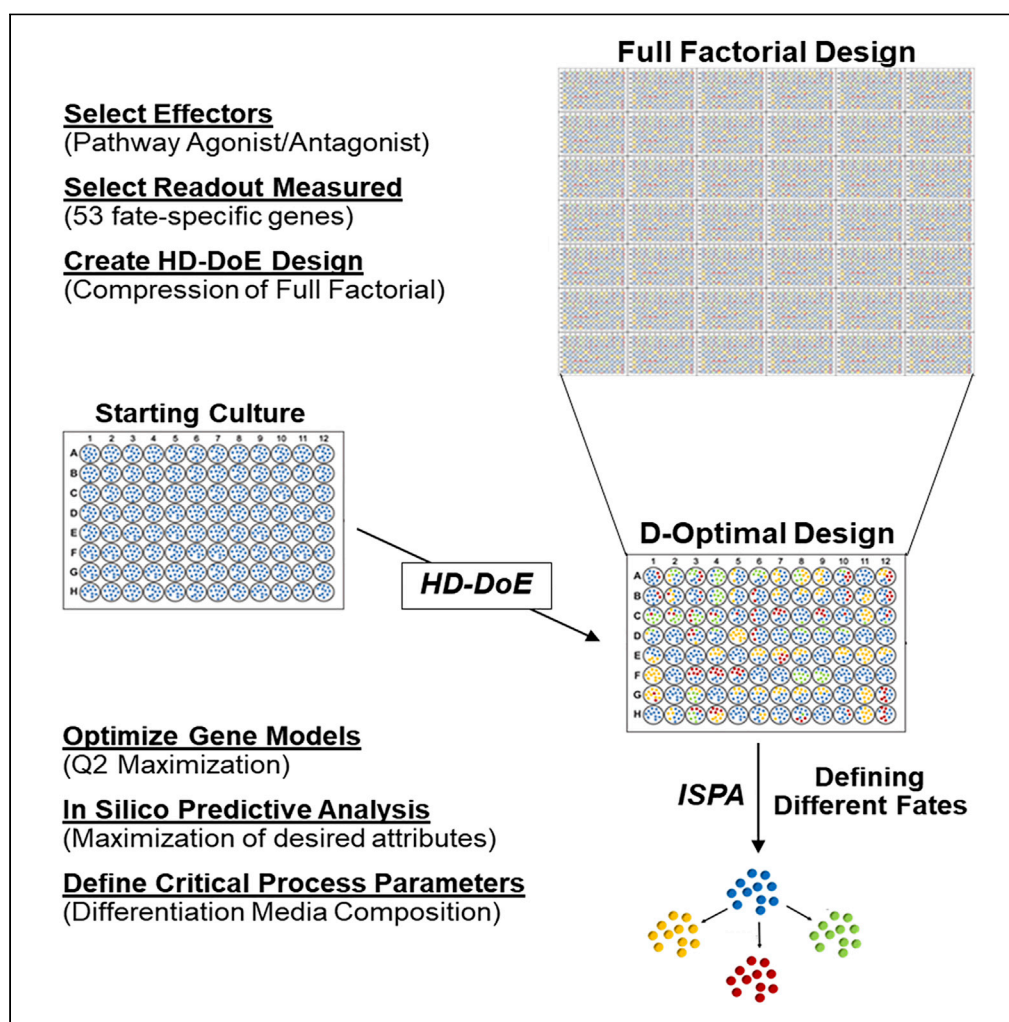 Full Factorial Design
Select Effectors
(Pathway Agonist/Antagonist)
Select Readout Measured
(53 fate-specific genes)
Create HD-DoE Design
(Compression of Full Factorial)
Starting Culture
1 2 3 4 5 6 7 8 9 10 11 12
A
B
C
D
E
F
G
H
HD-DoE
D-Optimal Design
1 2 3 4 5 6 7 8 9 10 11 12
A
B
C
D
E
F
G
H
Optimize Gene Models
(Q2 Maximization)
In Silico Predictive Analysis
(Maximization of desired attributes)
Define Critical Process Parameters
(Differentiation Media Composition)
ISPA
Defining
Different Fates